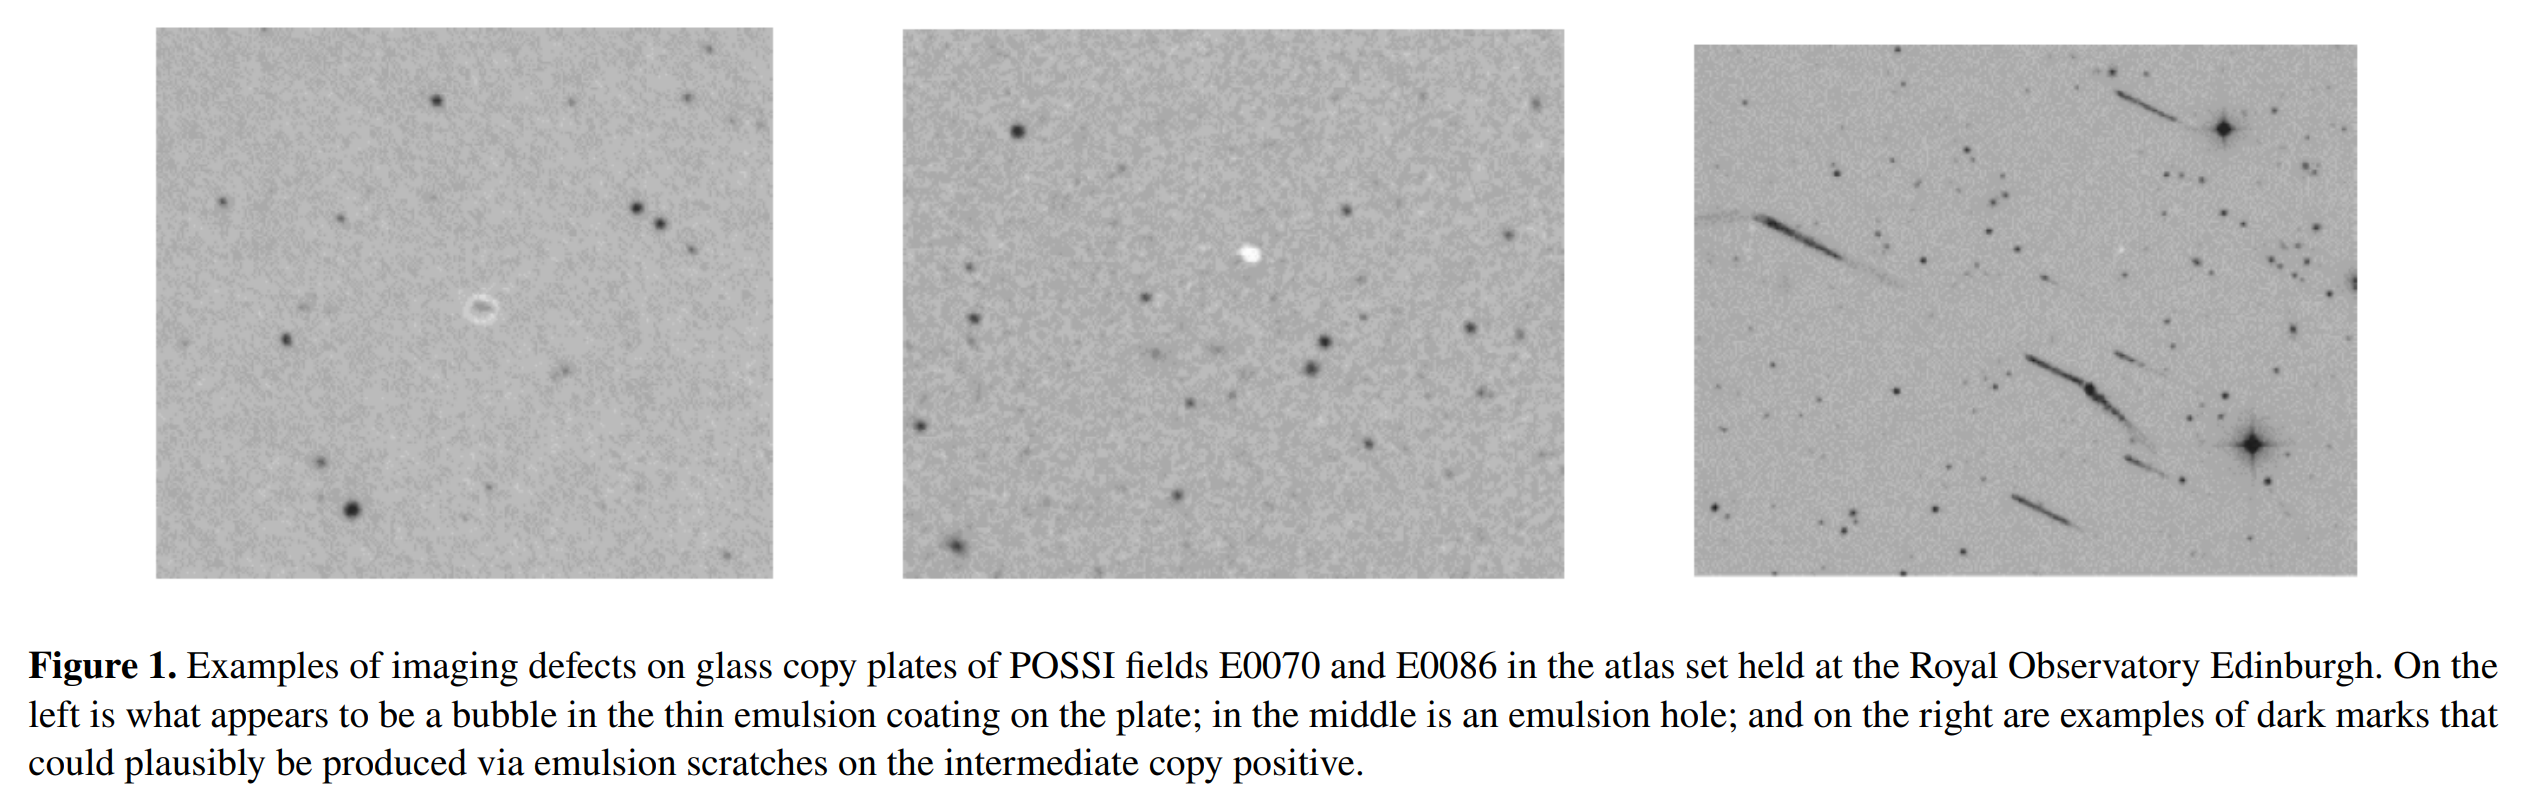 Figure 1. Examples of imaging defects on glass copy plates of POSSI fields E0070 and E0086 in the atlas set held at the Royal Observatory Edinburgh. On the
left is what appears to be a bubble in the thin emulsion coating on the plate; in the middle is an emulsion hole; and on the right are examples of dark marks that
could plausibly be produced via emulsion scratches on the intermediate copy positive.